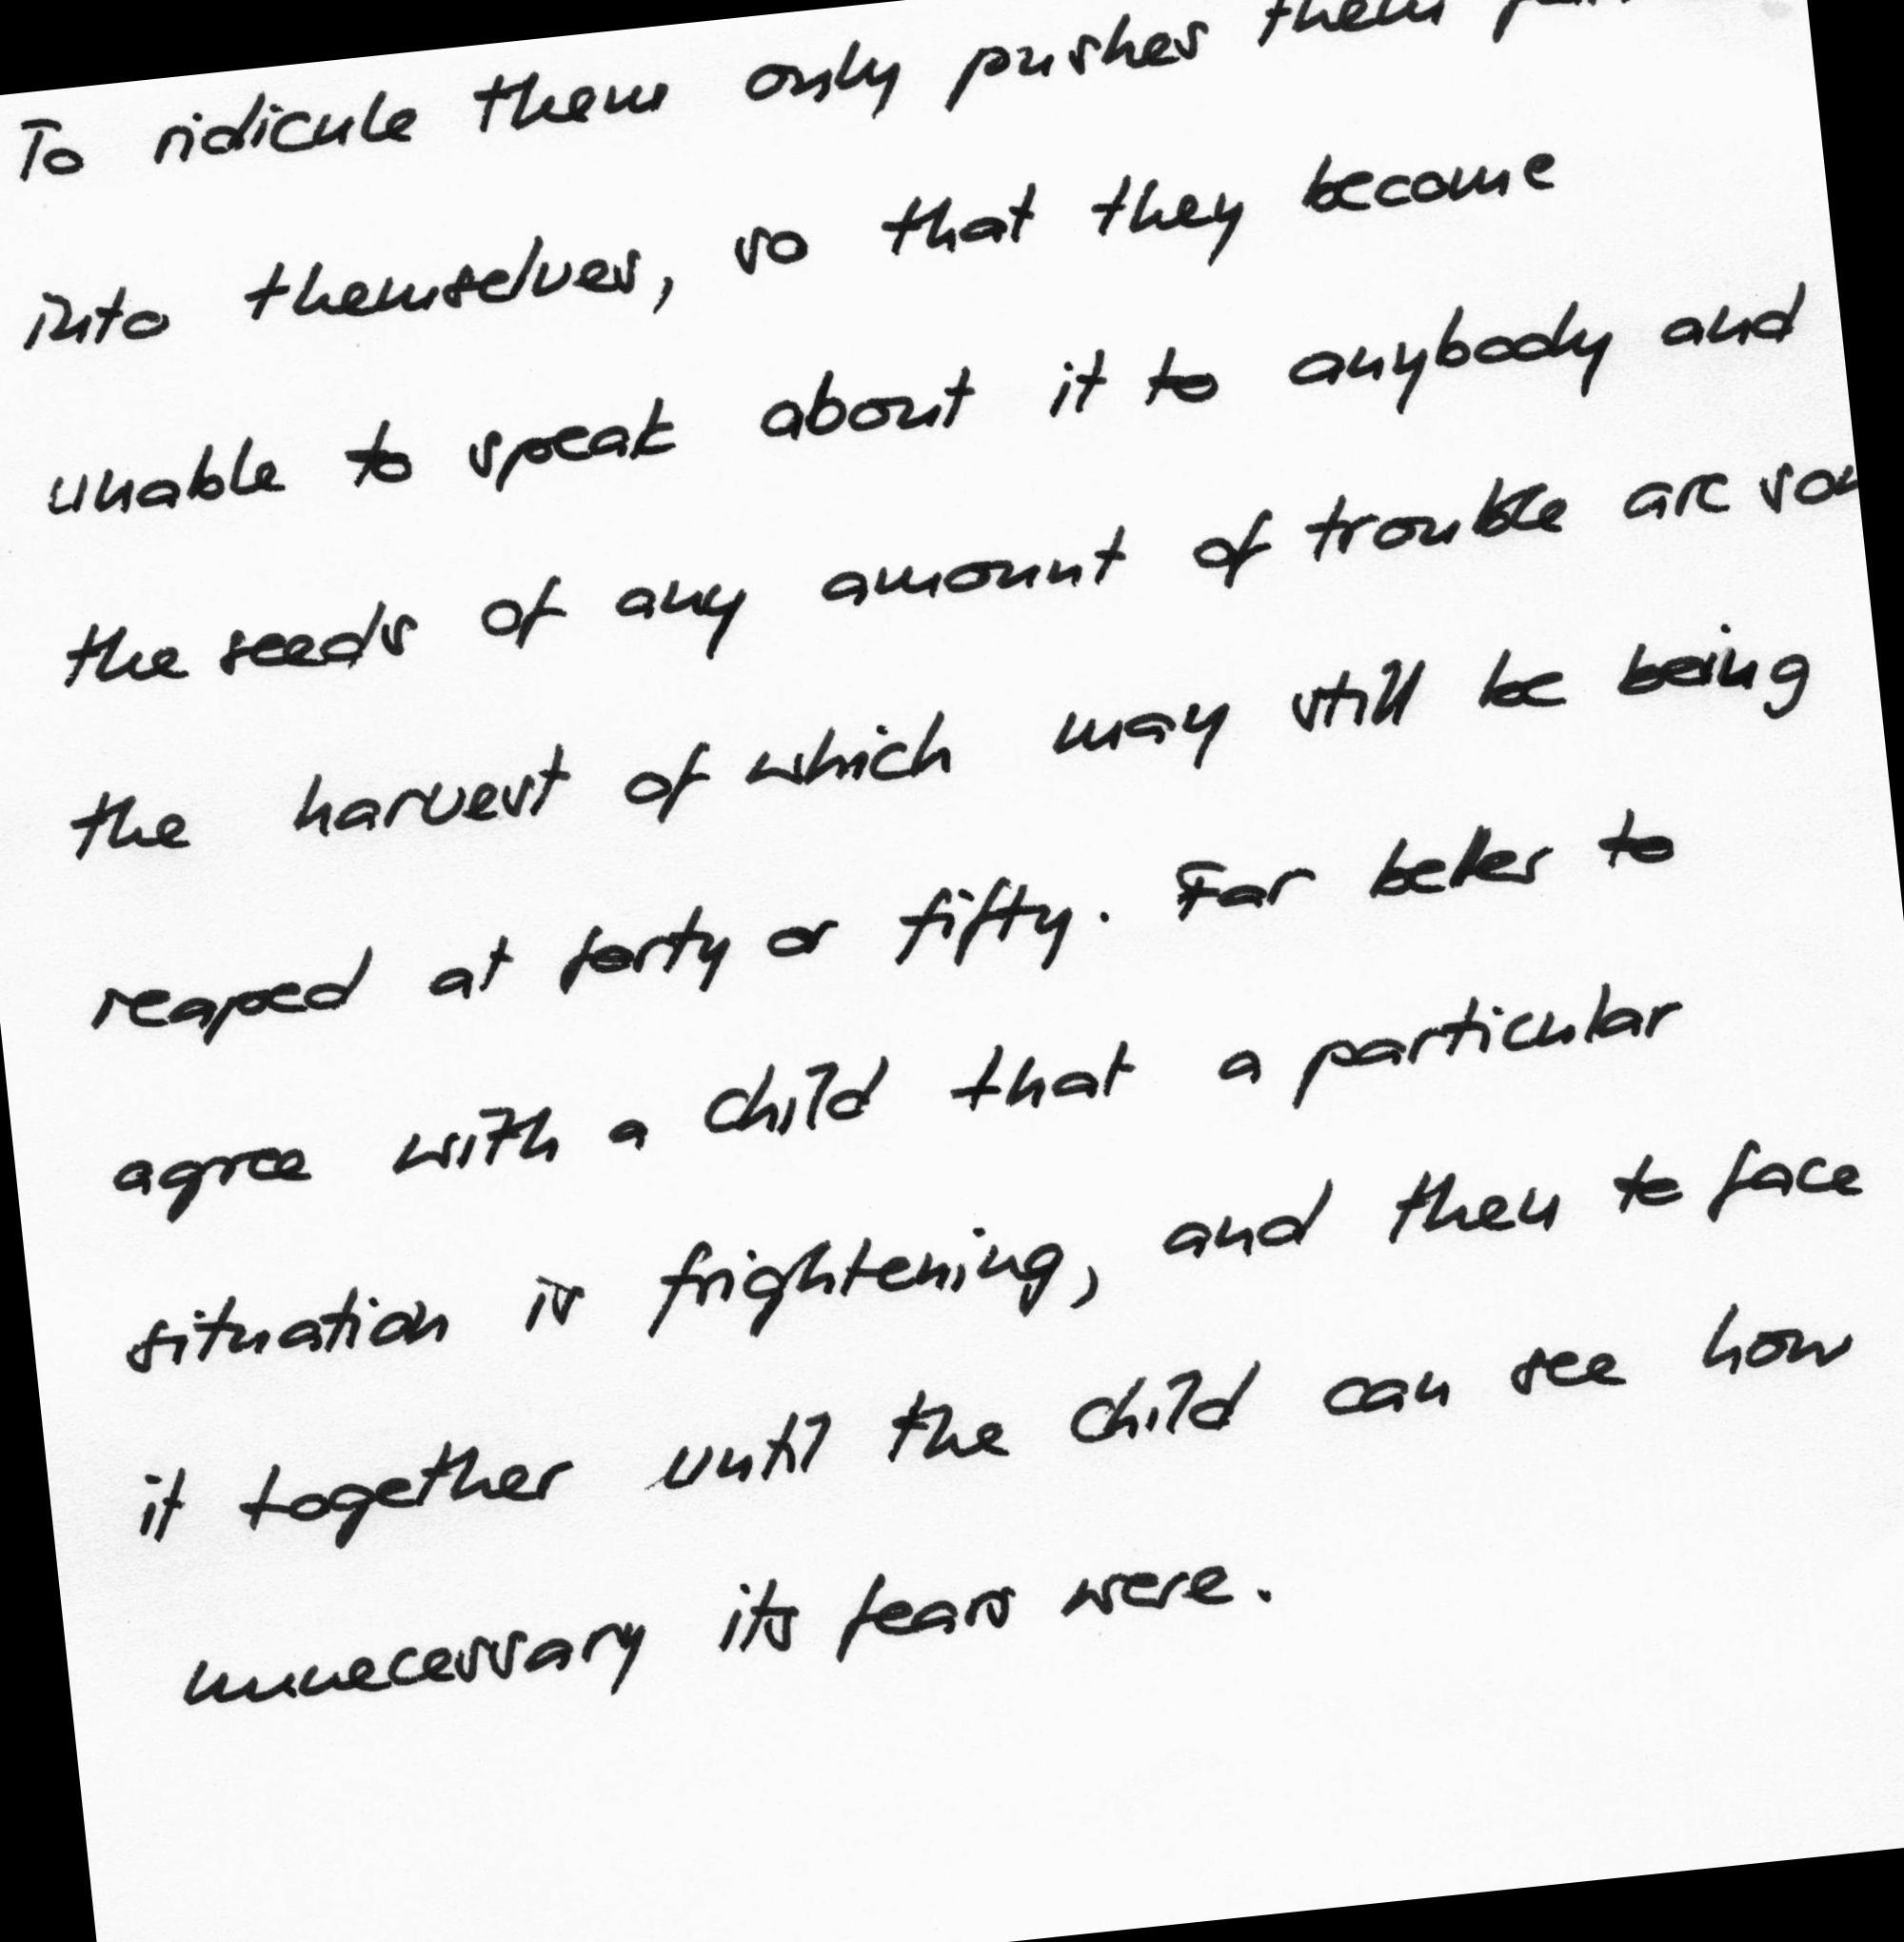 To ridicule them only pushes them
into themselves, so that they become
unable to speak about it to anybody and
the seeds of any amount of trouble are
the harvest of which may still be being
reaped at forty or fifty. Far better to
agree with a child that a particular
situation is frightening, and then to face
it together until the child can see how
unnecessary its fears were.